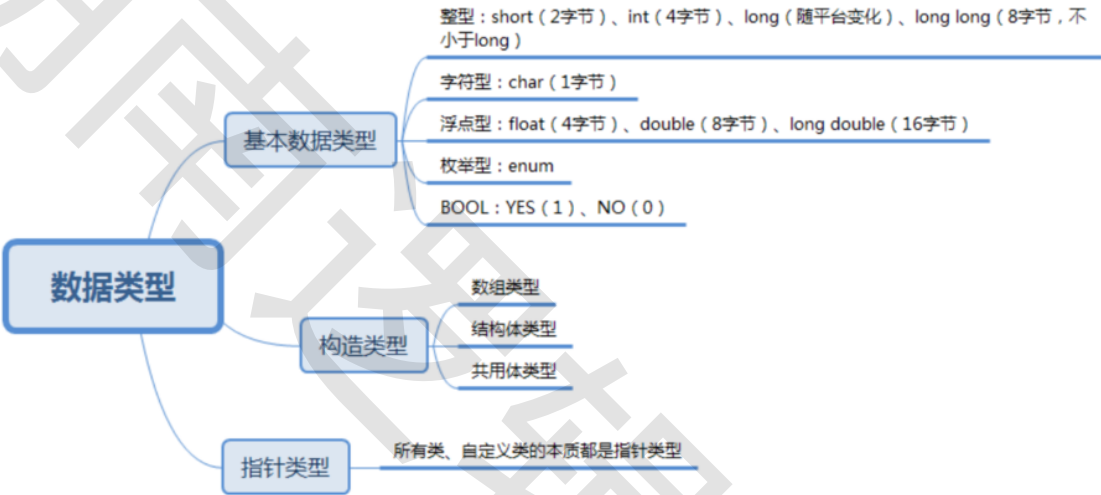 整型：short（2字节）、int（4字节）、long（随平台变化）、long long（8字节，不
小于long）
字符型：char（1字节）
基本数据类型
浮点型：float（4字节）、double（8字节）、long double（16字节）
枚举型：enum
BOOL：YES（1）、NO（0）
数据类型
数组类型
构造类型
结构体类型
共用体类型
指针类型
所有类、自定义类的本质都是指针类型